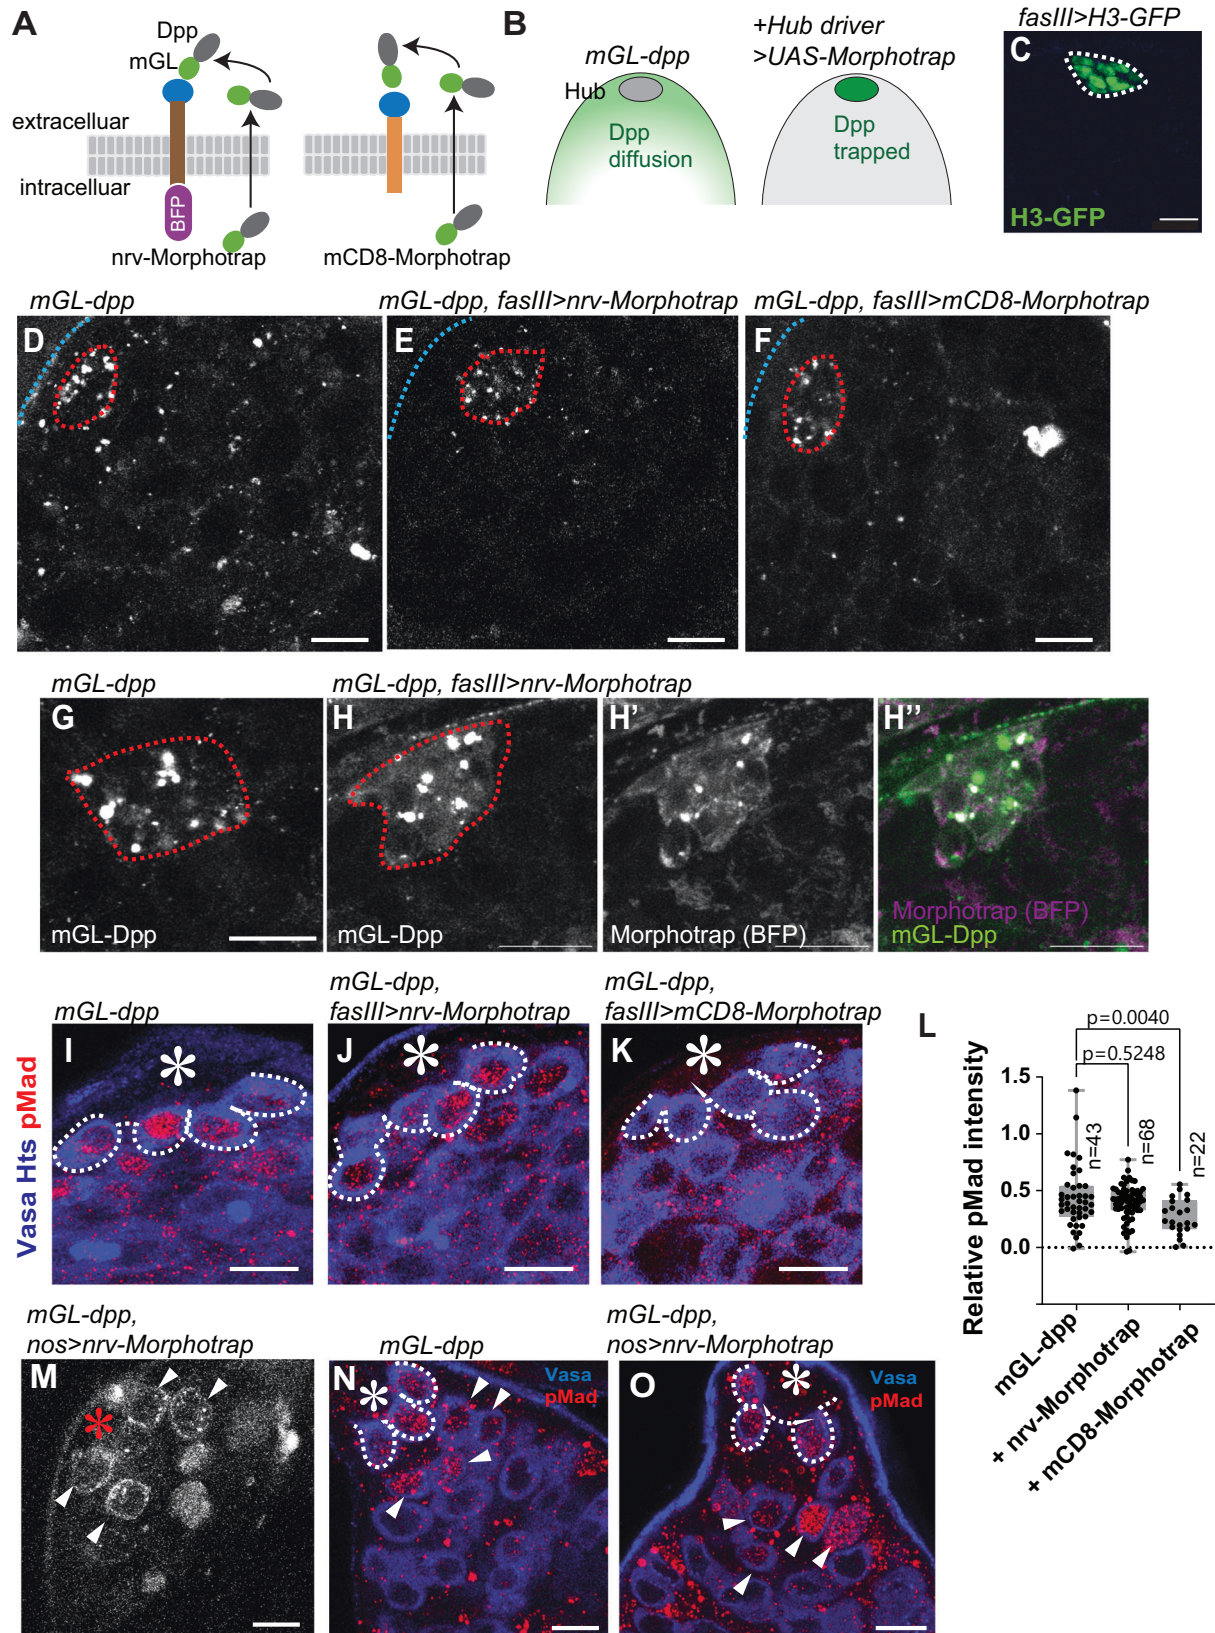 A
Dpp
mGL
extracelluar
intracelluar
BFP
nrv-Morphotrap
mCD8-Morphotrap
B
mGL-dpp
+Hub driver
>UAS-Morphotrap
Hub
Dpp
diffusion
Dpp
trapped
fasIII>H3-GFP
C
H3-GFP
mGL-dpp
mGL-dpp, fasIII>nrv-Morphotrap
mGL-dpp, fasIII>mCD8-Morphotrap
D
E
F
mGL-dpp
mGL-dpp, fasIII>nrv-Morphotrap
G
H
H'
H''
mGL-Dpp
mGL-Dpp
Morphotrap (BFP)
Morphotrap (BFP)
mGL-Dpp
mGL-dpp
mGL-dpp,
fasIII>nrv-Morphotrap
mGL-dpp,
fasIII>mCD8-Morphotrap
Vasa Hts pMad
I
*
J
*
K
*
L
p=0.0040
p=0.5248
Relative pMad intensity
1.5
1.0
0.5
0.0
n=43
n=68
n=22
mGL-dpp
+ nrv-Morphotrap
+ mCD8-Morphotrap
mGL-dpp,
nos>nrv-Morphotrap
mGL-dpp
mGL-dpp,
nos>nrv-Morphotrap
M
*
N
*
Vasa
pMad
O
*
Vasa
pMad